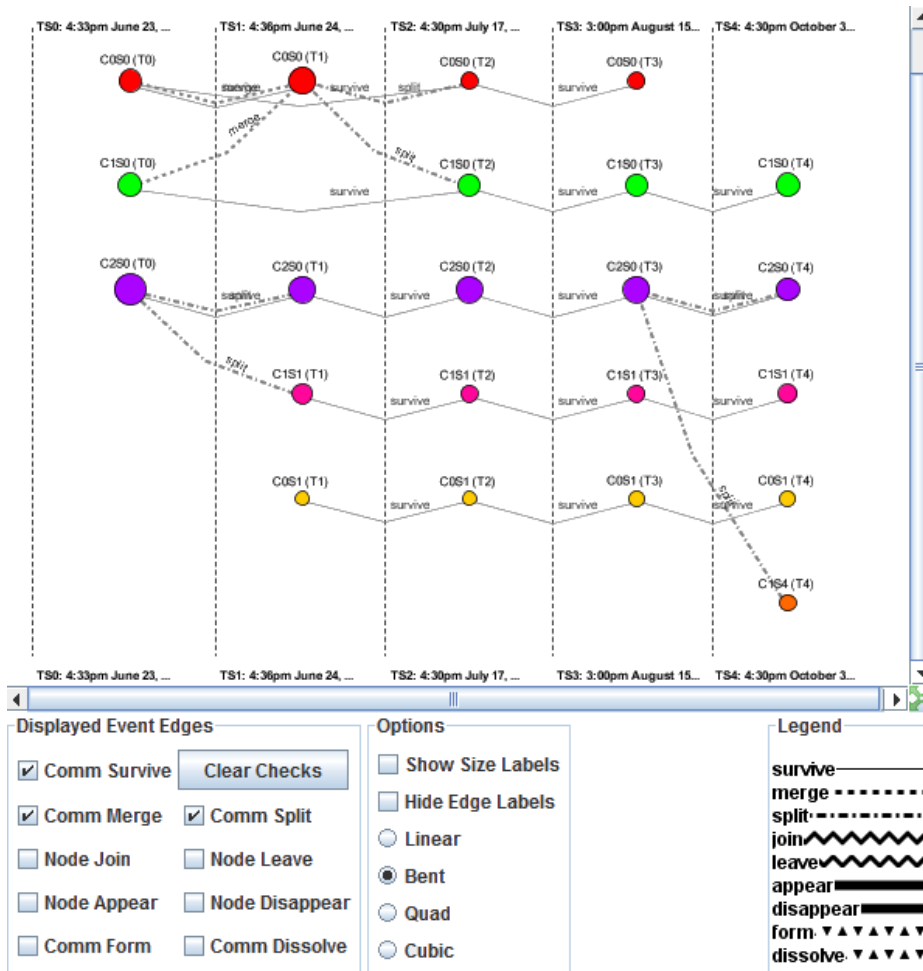 TS0: 4:33pm June 23, ... TS1: 4:36pm June 24, ... TS2: 4:30pm July 17, ... TS3: 3:00pm August 15... TS4: 4:30pm October 3...
C0S0 (T0) C0S0 (T1) C0S0 (T2) C0S0 (T3)
merge survive split survive
merge
split
C1S0 (T0) C1S0 (T2) C1S0 (T3) C1S0 (T4)
survive survive survive
C2S0 (T0) C2S0 (T1) C2S0 (T2) C2S0 (T3) C2S0 (T4)
survive split survive survive survive split
split
C1S1 (T1) C1S1 (T2) C1S1 (T3) C1S1 (T4)
survive survive survive
C0S1 (T1) C0S1 (T2) C0S1 (T3) C0S1 (T4)
split
survive survive survive
C1S4 (T4)
TS0: 4:33pm June 23, ... TS1: 4:36pm June 24, ... TS2: 4:30pm July 17, ... TS3: 3:00pm August 15... TS4: 4:30pm October 3...
Displayed Event Edges
Comm Survive Clear Checks
Comm Merge Comm Split
Node Join Node Leave
Node Appear Node Disappear
Comm Form Comm Dissolve
Options
Show Size Labels
Hide Edge Labels
Linear
Bent
Quad
Cubic
Legend
survive
merge
split
join
leave
appear
disappear
form
dissolve